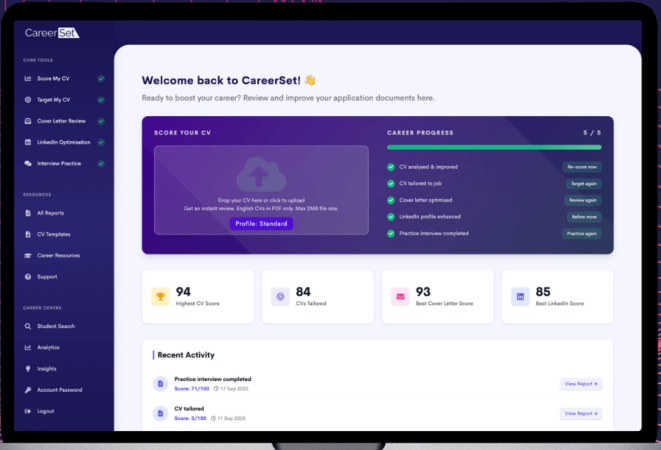 CareerSet
CORE TOOLS
Score My CV
Target My CV
Cover Letter Review
LinkedIn Optimisation
Interview Practice
RESOURCES
All Reports
CV Templates
Career Resources
Support
CAREER CENTRE
Student Search
Analytics
Insights
Account Password
Logout
Welcome back to CareerSet! 👋
Ready to boost your career? Review and improve your application documents here.
SCORE YOUR CV
Drop your CV here or click to upload
Get an instant review. English CVs in PDF only. Max 2MB file size.
Profile: Standard
CAREER PROGRESS 5 / 5
CV analysed & improved Re-score now
CV tailored to job Target again
Cover letter optimised Review again
LinkedIn profile enhanced Refine more
Practice interview completed Practice again
94
Highest CV Score
84
CVs Tailored
93
Best Cover Letter Score
85
Best LinkedIn Score
Recent Activity
Practice interview completed
Score: 71/100 17 Sep 2025
View Report →
CV tailored
Score: 3/100 11 Sep 2025
View Report →